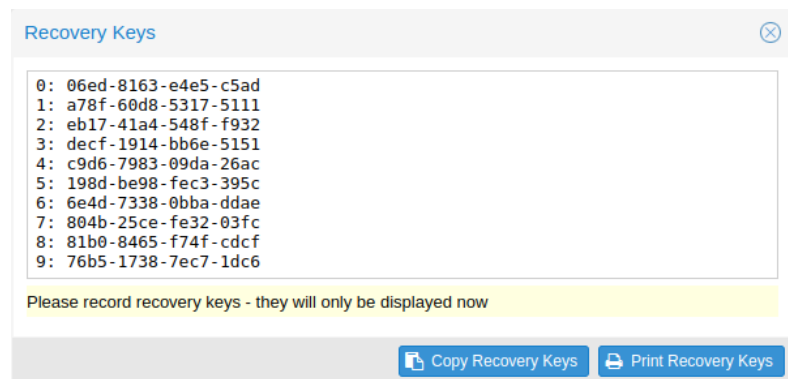 Recovery Keys
0: 06ed-8163-e4e5-c5ad
1: a78f-60d8-5317-5111
2: eb17-41a4-548f-f932
3: decf-1914-bb6e-5151
4: c9d6-7983-09da-26ac
5: 198d-be98-fec3-395c
6: 6e4d-7338-0bba-ddae
7: 804b-25ce-fe32-03fc
8: 81b0-8465-f74f-cdcf
9: 76b5-1738-7ec7-1dc6
Please record recovery keys - they will only be displayed now
Copy Recovery Keys Print Recovery Keys